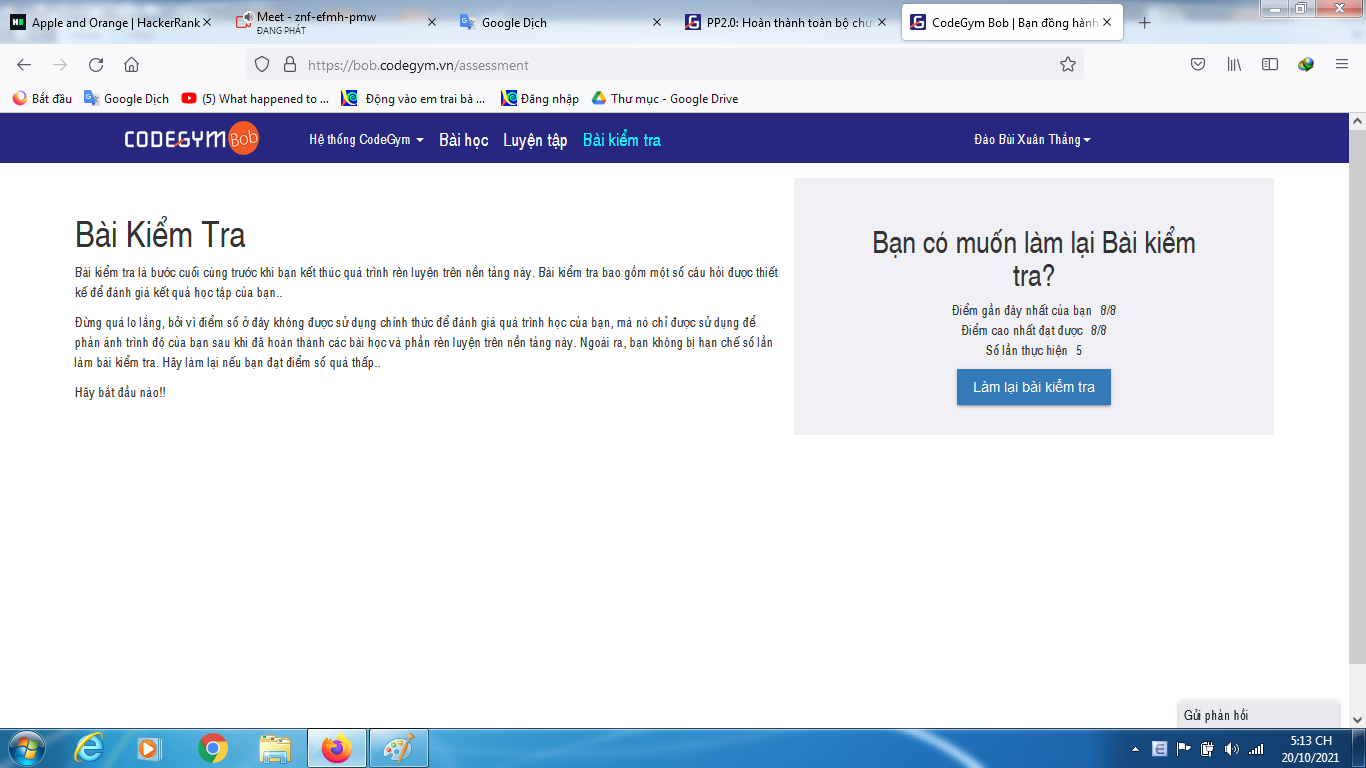 Apple and Orange | HackerRank
Meet - znf-efmh-pmw
ĐANG PHÁT
Google Dịch
PP2.0: Hoàn thành toàn bộ chư
CodeGym Bob | Bạn đồng hành
https://bob.codegym.vn/assessment
Bắt đầu
Google Dịch
(5) What happened to ...
Động vào em trai bà ...
Đăng nhập
Thư mục - Google Drive
CODEGYM Bob
Hệ thống CodeGym
Bài học
Luyện tập
Bài kiểm tra
Đào Bùi Xuân Thắng
Bài Kiểm Tra
Bài kiểm tra là bước cuối cùng trước khi bạn kết thúc quá trình rèn luyện trên nền tảng này. Bài kiểm tra bao gồm một số câu hỏi được thiết
kế để đánh giá kết quả học tập của bạn..
Đừng quá lo lắng, bởi vì điểm số ở đây không được sử dụng chính thức để đánh giá quá trình học của bạn, mà nó chỉ được sử dụng để
phản ánh trình độ của bạn sau khi đã hoàn thành các bài học và phần rèn luyện trên nền tảng này. Ngoài ra, bạn không bị hạn chế số lần
làm bài kiểm tra. Hãy làm lại nếu bạn đạt điểm số quá thấp..
Hãy bắt đầu nào!!
Bạn có muốn làm lại Bài kiểm
tra?
Điểm gần đây nhất của bạn 8/8
Điểm cao nhất đạt được 8/8
Số lần thực hiện 5
Làm lại bài kiểm tra
Gửi phản hồi
5:13 CH
20/10/2021